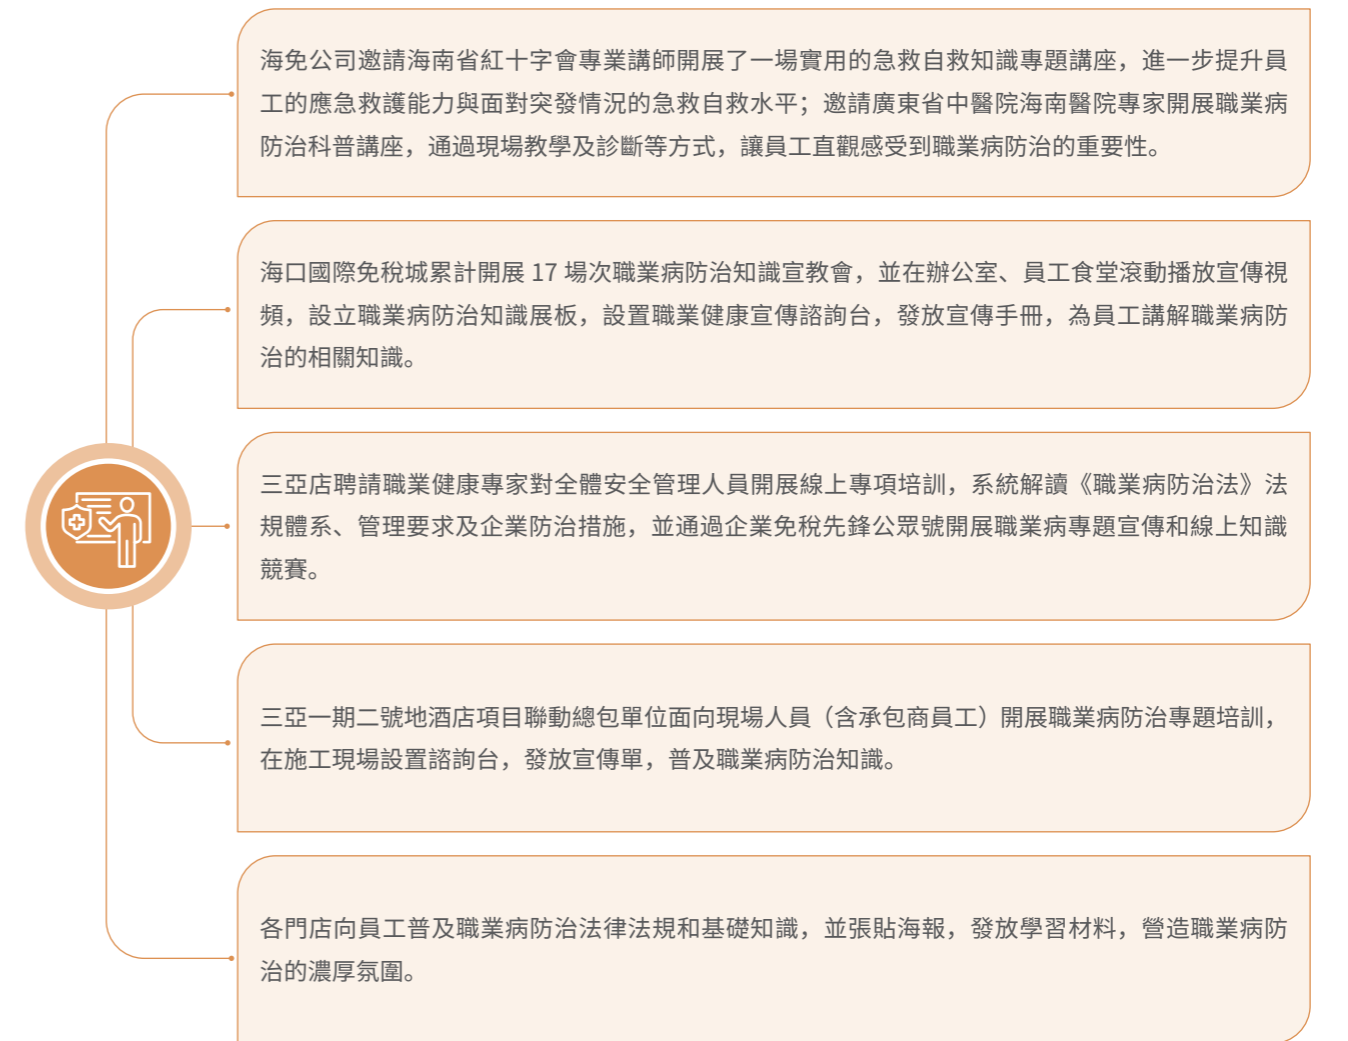 海免公司邀請海南省紅十字會專業講師開展了一場實用的急救自救知識專題講座，進一步提升員
工的應急救護能力與面對突發情況的急救自救水平；邀請廣東省中醫院海南醫院專家開展職業病
防治科普講座，通過現場教學及診斷等方式，讓員工直觀感受到職業病防治的重要性。
海口國際免稅城累計開展 17 場次職業病防治知識宣教會，並在辦公室、員工食堂滾動播放宣傳視
頻，設立職業病防治知識展板，設置職業健康宣傳諮詢台，發放宣傳手冊，為員工講解職業病防
治的相關知識。
三亞店聘請職業健康專家對全體安全管理人員開展線上專項培訓，系統解讀《職業病防治法》法
規體系、管理要求及企業防治措施，並通過企業免稅先鋒公眾號開展職業病專題宣傳和線上知識
競賽。
三亞一期二號地酒店項目聯動總包單位面向現場人員（含承包商員工）開展職業病防治專題培訓，
在施工現場設置諮詢台，發放宣傳單，普及職業病防治知識。
各門店向員工普及職業病防治法律法規和基礎知識，並張貼海報，發放學習材料，營造職業病防
治的濃厚氛圍。